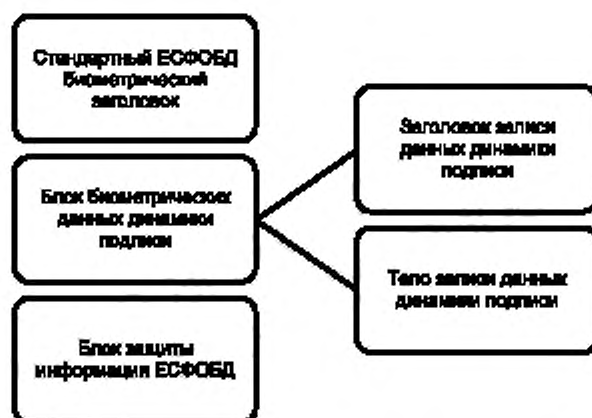 Стандартный ЕСФОБД
Биометрический
заголовок
Блок биометрических
данных динамики
подписи
Блок защиты
информация ЕСФОБД
Заголовок записи
данных динамики
подписи
Тело записи данных
динамики подписи